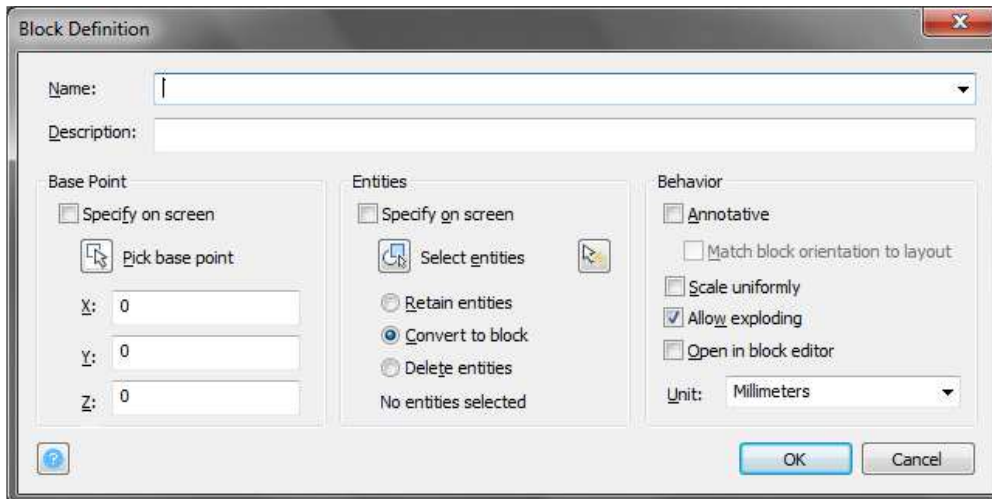 Block Definition
Name:
Description:
Base Point
Specify on screen
Pick base point
X: 0
Y: 0
Z: 0
Entities
Specify on screen
Select entities
Retain entities
Convert to block
Delete entities
No entities selected
Behavior
Annotative
Match block orientation to layout
Scale uniformly
Allow exploding
Open in block editor
Unit: Millimeters
OK Cancel